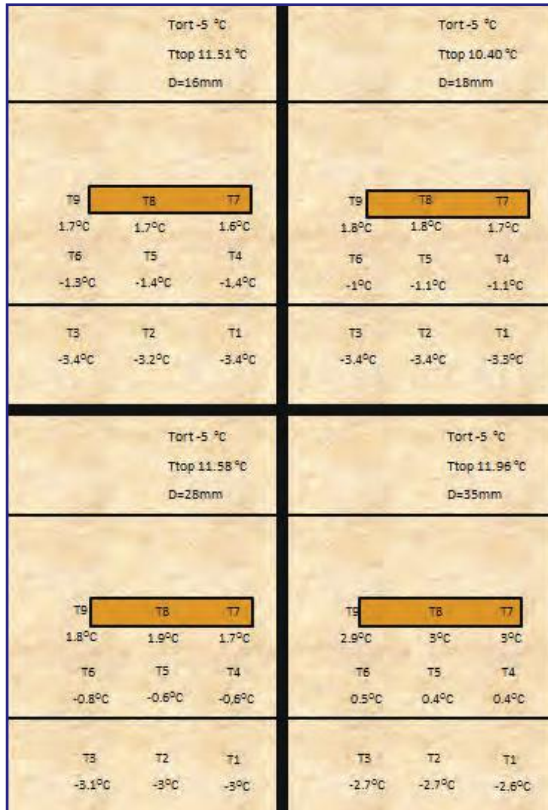 Tort -5 °C
Ttop 11.51 °C
D=16mm
T9 T8 T7
1.7°C 1.7°C 1.6°C
T6 T5 T4
-1.3°C -1.4°C -1,4°C
T3 T2 T1
-3.4°C -3.2°C -3.4°C
Tort -5 °C
Ttop 10.40 °C
D=18mm
T9 T8 T7
1.8°C 1.8°C 1.7°C
T6 T5 T4
-1°C -1.1°C -1.1°C
T3 T2 T1
-3.4°C -3.4°C -3.3°C
Tort -5 °C
Ttop 11.58 °C
D=28mm
T9 T8 T7
1.8°C 1.9°C 1.7°C
T6 T5 T4
-0.8°C -0.6°C -0,6°C
T3 T2 T1
-3.1°C -3°C -3°C
Tort -5 °C
Ttop 11.96 °C
D=35mm
T9 T8 T7
2.9°C 3°C 3°C
T6 T5 T4
0.5°C 0.4°C 0.4°C
T3 T2 T1
-2.7°C -2.7°C -2.6°C